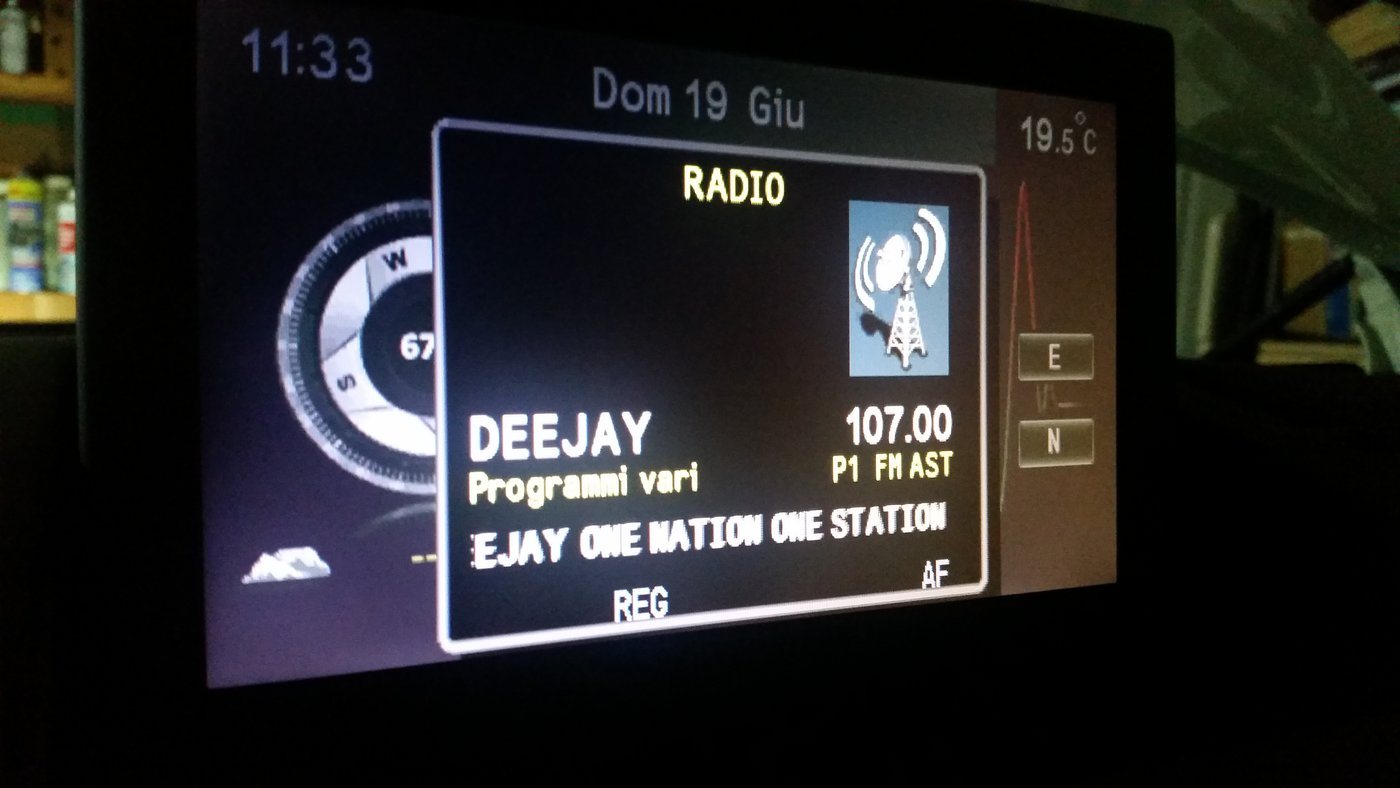 11:33
Dom 19 Giu
19.5°C
RADIO
W
67
S
E
N
DEEJAY
107.00
Programmi vari
P1 FM AST
EJAY ONE NATION ONE STATION
REG
AF